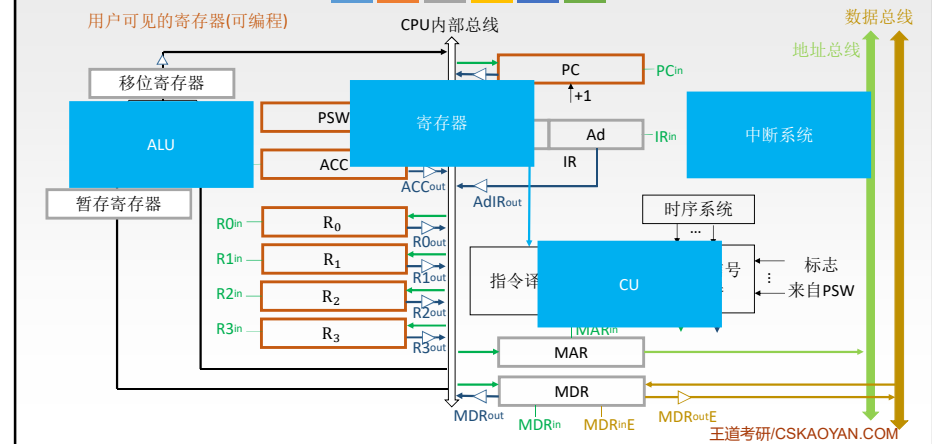 用户可见的寄存器(可编程)
CPU内部总线
数据总线
地址总线
移位寄存器
PC
PCin
+1
PSW
寄存器
Ad
IRin
IR
中断系统
ALU
ACC
ACCout
AdIRout
暂存寄存器
时序系统
...
R0in
R0
R0out
R1in
R1
R1out
R2in
R2
R2out
R3in
R3
R3out
指令译
CU
号
...
标志
来自PSW
MARin
MAR
MDR
MDRout
MDRin
MDRinE
MDRoutE
王道考研/CSKAOYAN.COM